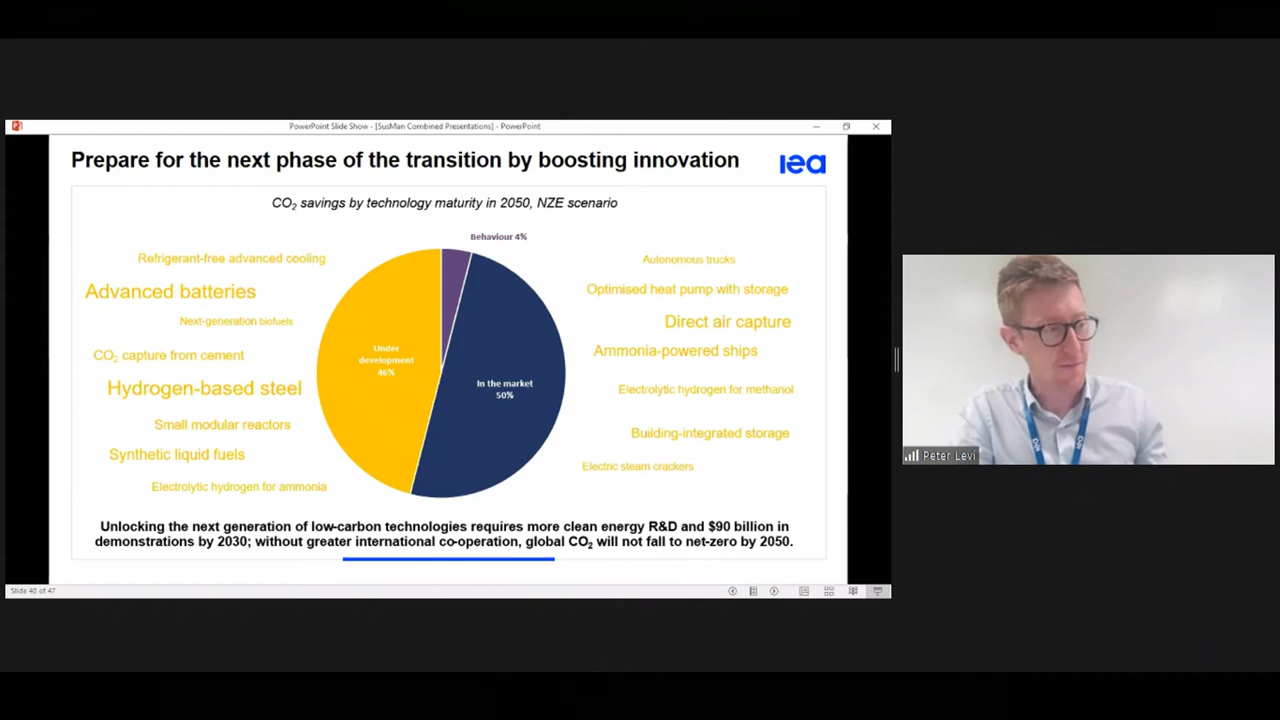 PowerPoint Slide Show - [SusMan Combined Presentations] - PowerPoint
Prepare for the next phase of the transition by boosting innovation
iea
CO₂ savings by technology maturity in 2050, NZE scenario
Behaviour 4%
Refrigerant-free advanced cooling
Advanced batteries
Next-generation biofuels
CO₂ capture from cement
Hydrogen-based steel
Small modular reactors
Synthetic liquid fuels
Electrolytic hydrogen for ammonia
Under
development
46%
In the market
50%
Autonomous trucks
Optimised heat pump with storage
Direct air capture
Ammonia-powered ships
Electrolytic hydrogen for methanol
Building-integrated storage
Electric steam crackers
Unlocking the next generation of low-carbon technologies requires more clean energy R&D and $90 billion in
demonstrations by 2030; without greater international co-operation, global CO₂ will not fall to net-zero by 2050.
Slide 40 of 47
Peter Levi